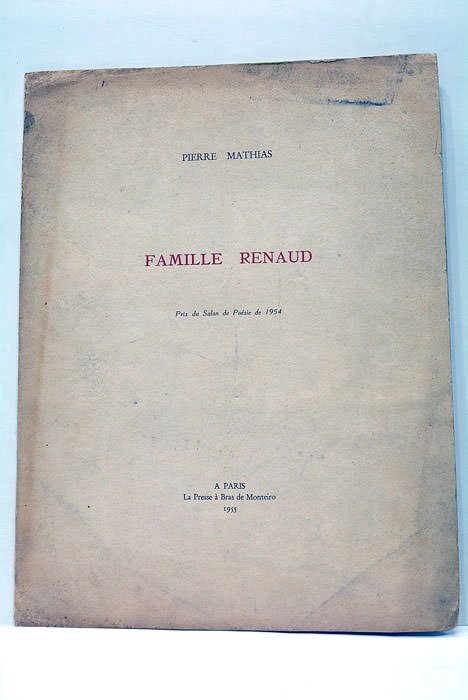 PIERRE MATHIAS
FAMILLE RENAUD
Prix du Salon de Poésie de 1954
A PARIS
La Presse à Bras de Monteiro
1955